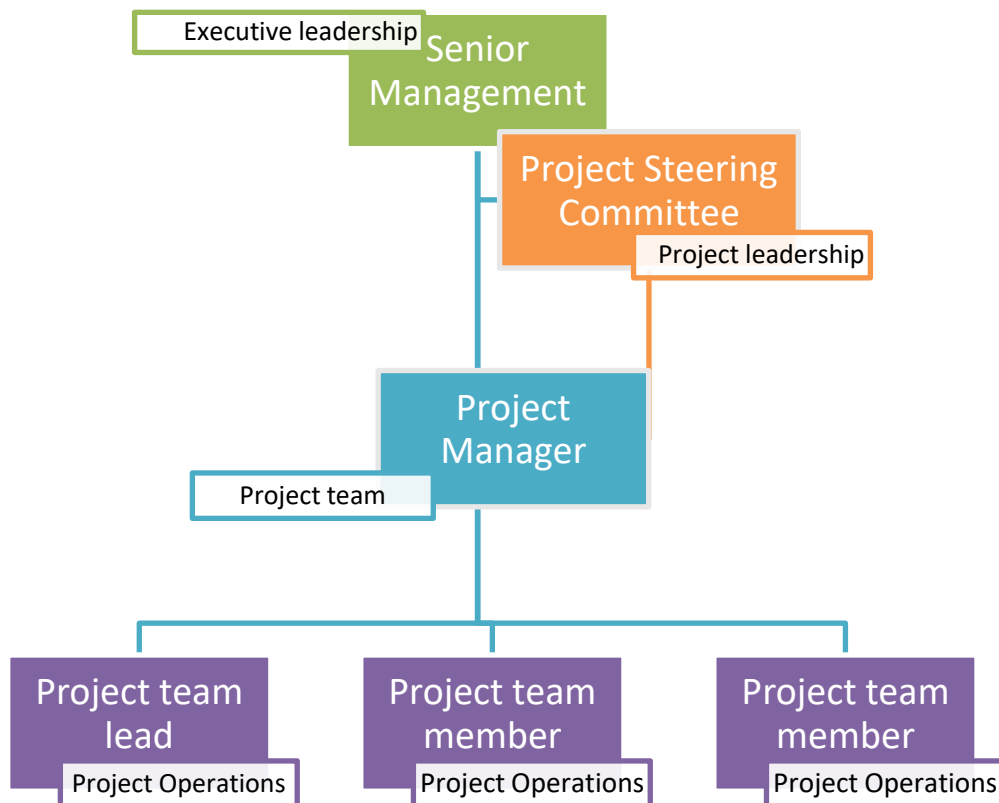 Executive leadership
Senior
Management
Project Steering
Committee
Project leadership
Project
Manager
Project team
Project team
lead
Project Operations
Project team
member
Project Operations
Project team
member
Project Operations